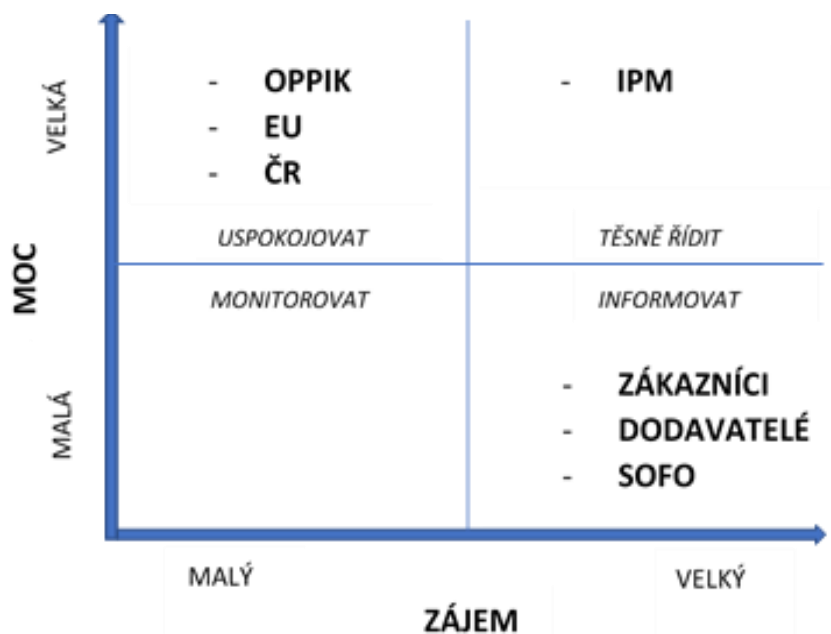 - OPPIK
- EU
- ČR
- IPM
USPOKOJOVAT
TĚSNĚ ŘÍDIT
MONITOROVAT
INFORMOVAT
- ZÁKAZNÍCI
- DODAVATELÉ
- SOFO
VELKÁ
MOC
MALÁ
MALÝ
VELKÝ
ZÁJEM